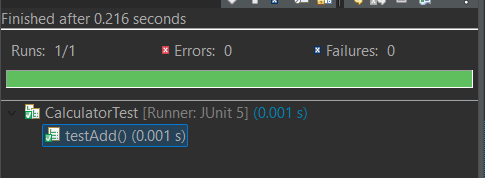 Finished after 0.216 seconds
Runs: 1/1 Errors: 0 Failures: 0
CalculatorTest [Runner: JUnit 5] (0.001 s)
testAdd() (0.001 s)